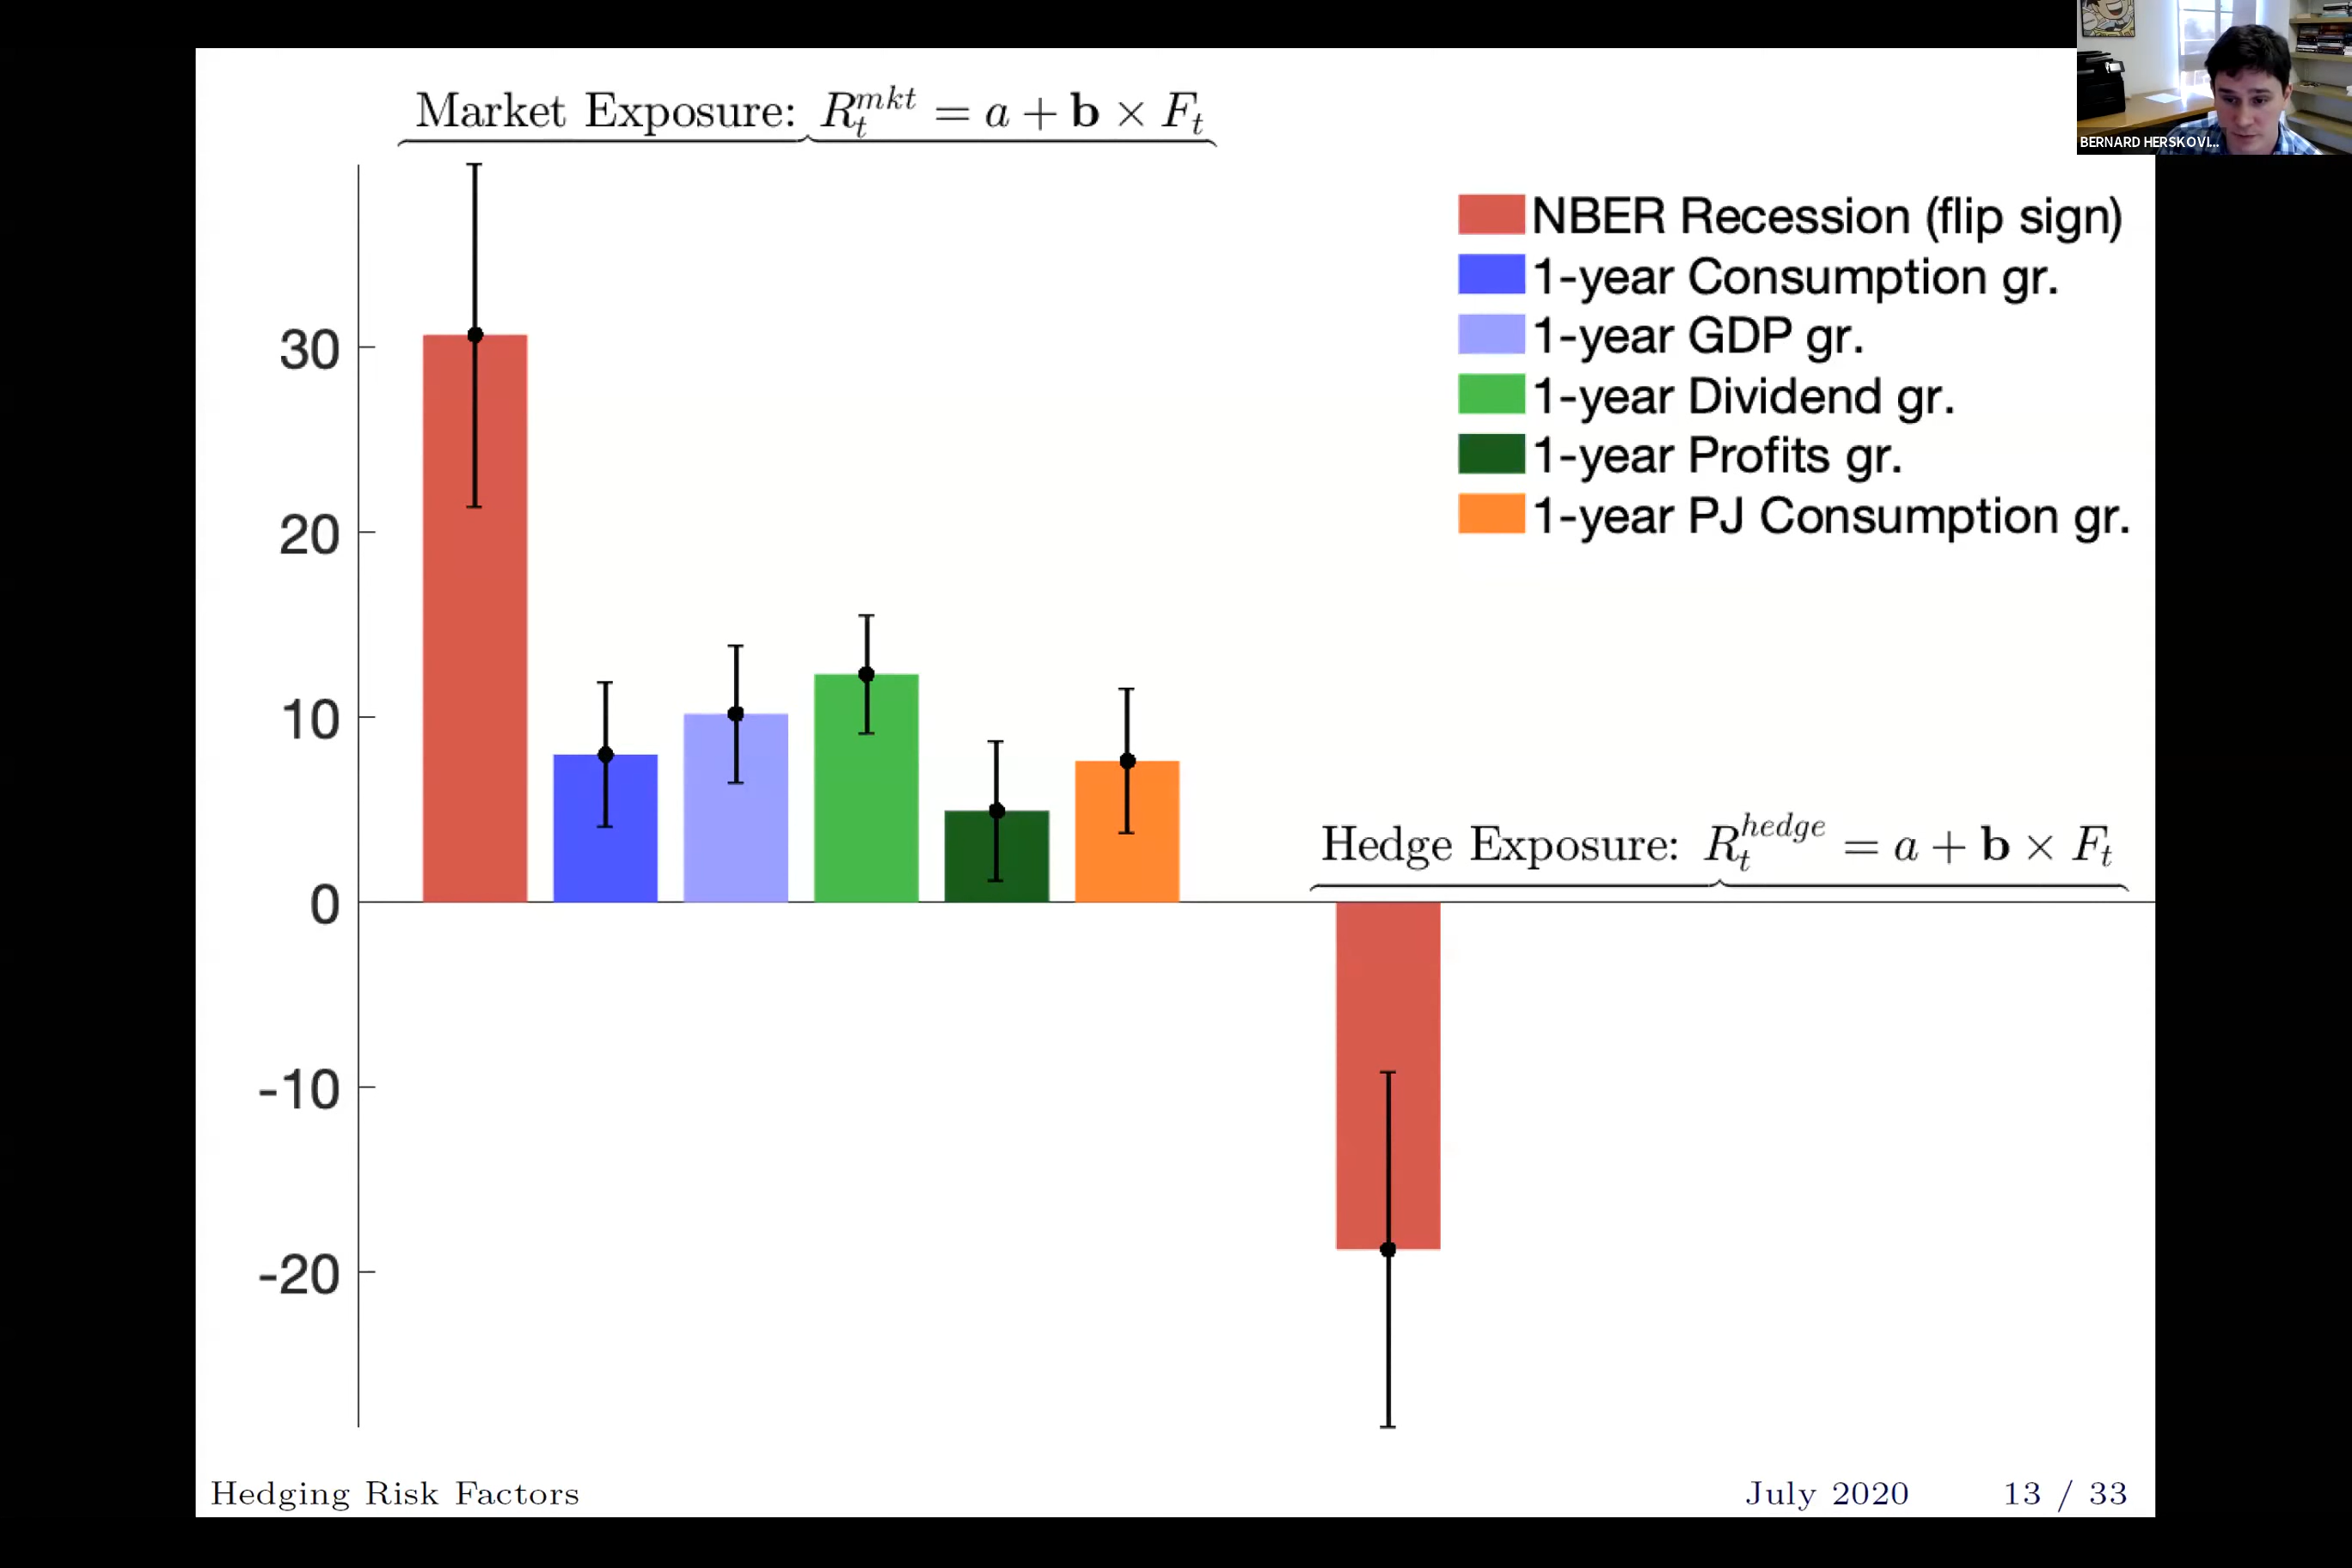 Market Exposure: R_t^{mkt} = a + b × F_t
BERNARD HERSKOVI...
NBER Recession (flip sign)
1-year Consumption gr.
1-year GDP gr.
1-year Dividend gr.
1-year Profits gr.
1-year PJ Consumption gr.
30
20
10
0
-10
-20
Hedge Exposure: R_t^{hedge} = a + b × F_t
Hedging Risk Factors
July 2020 13 / 33